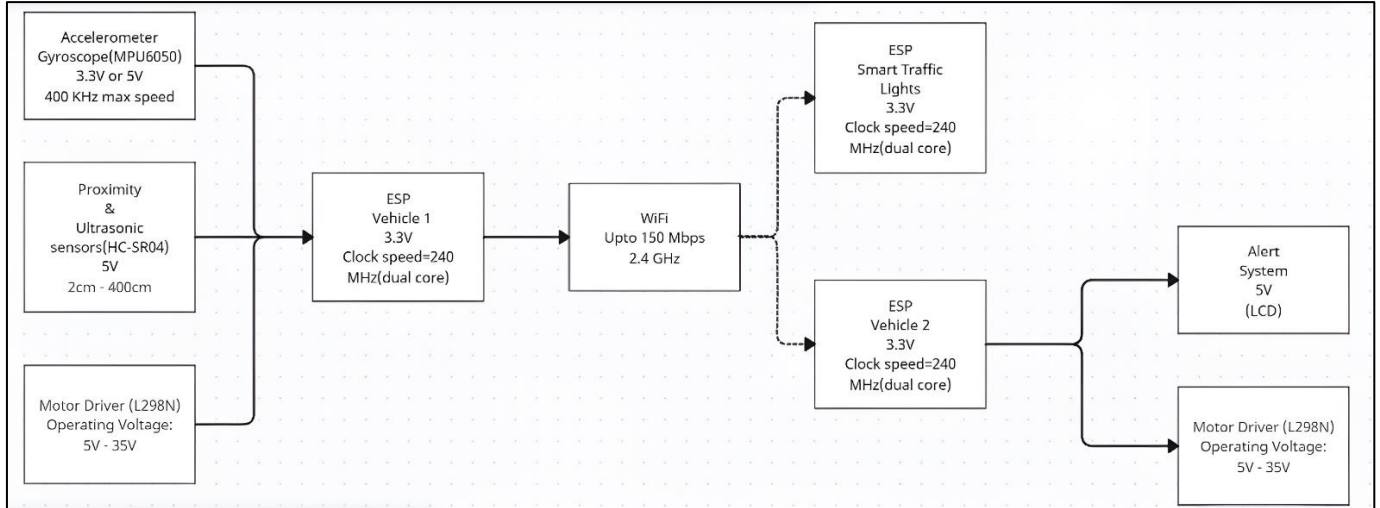 Accelerometer
Gyroscope(MPU6050)
3.3V or 5V
400 KHz max speed
Proximity
&
Ultrasonic
sensors(HC-SR04)
5V
2cm - 400cm
Motor Driver (L298N)
Operating Voltage:
5V - 35V
ESP
Vehicle 1
3.3V
Clock speed=240
MHz(dual core)
WiFi
Upto 150 Mbps
2.4 GHz
ESP
Smart Traffic
Lights
3.3V
Clock speed=240
MHz(dual core)
ESP
Vehicle 2
3.3V
Clock speed=240
MHz(dual core)
Alert
System
5V
(LCD)
Motor Driver (L298N)
Operating Voltage:
5V - 35V